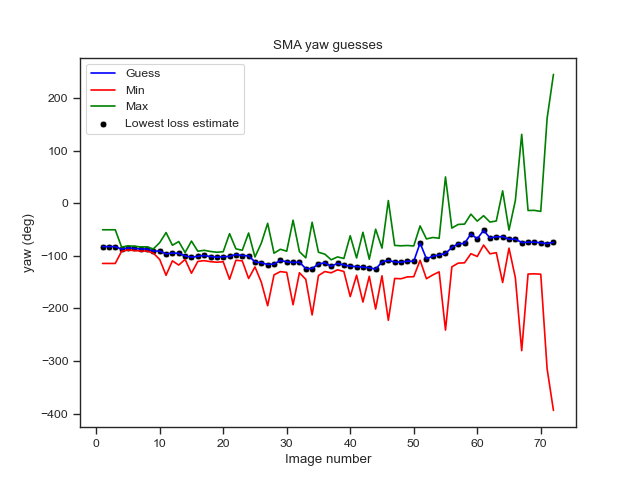 SMA yaw guesses
Guess
Min
Max
Lowest loss estimate
yaw (deg)
200
100
0
−100
−200
−300
−400
0 10 20 30 40 50 60 70
Image number